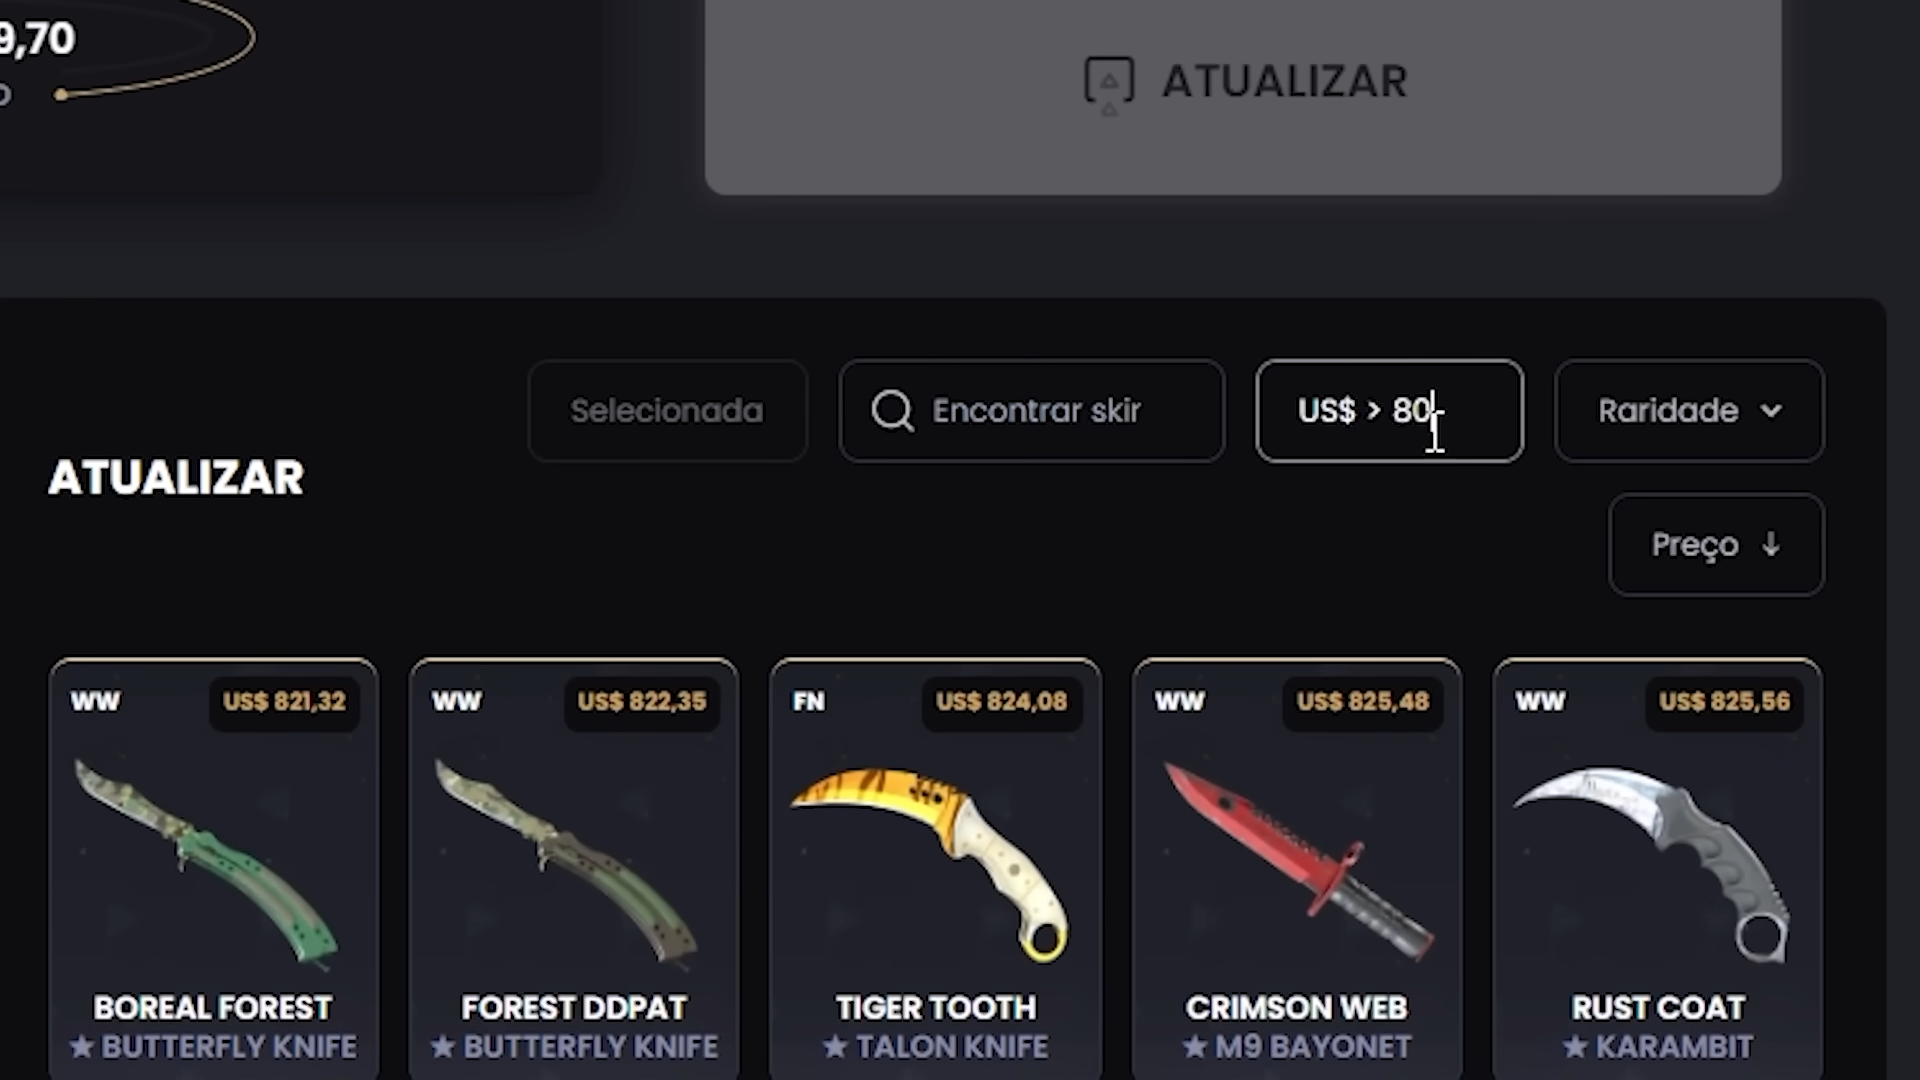 9,70
ATUALIZAR
Selecionada
Encontrar skir
US$ > 80
Raridade
ATUALIZAR
Preço ↓
WW US$ 821,32
WW US$ 822,35
FN US$ 824,08
WW US$ 825,48
WW US$ 825,56
BOREAL FOREST
★ BUTTERFLY KNIFE
FOREST DDPAT
★ BUTTERFLY KNIFE
TIGER TOOTH
★ TALON KNIFE
CRIMSON WEB
★ M9 BAYONET
RUST COAT
★ KARAMBIT